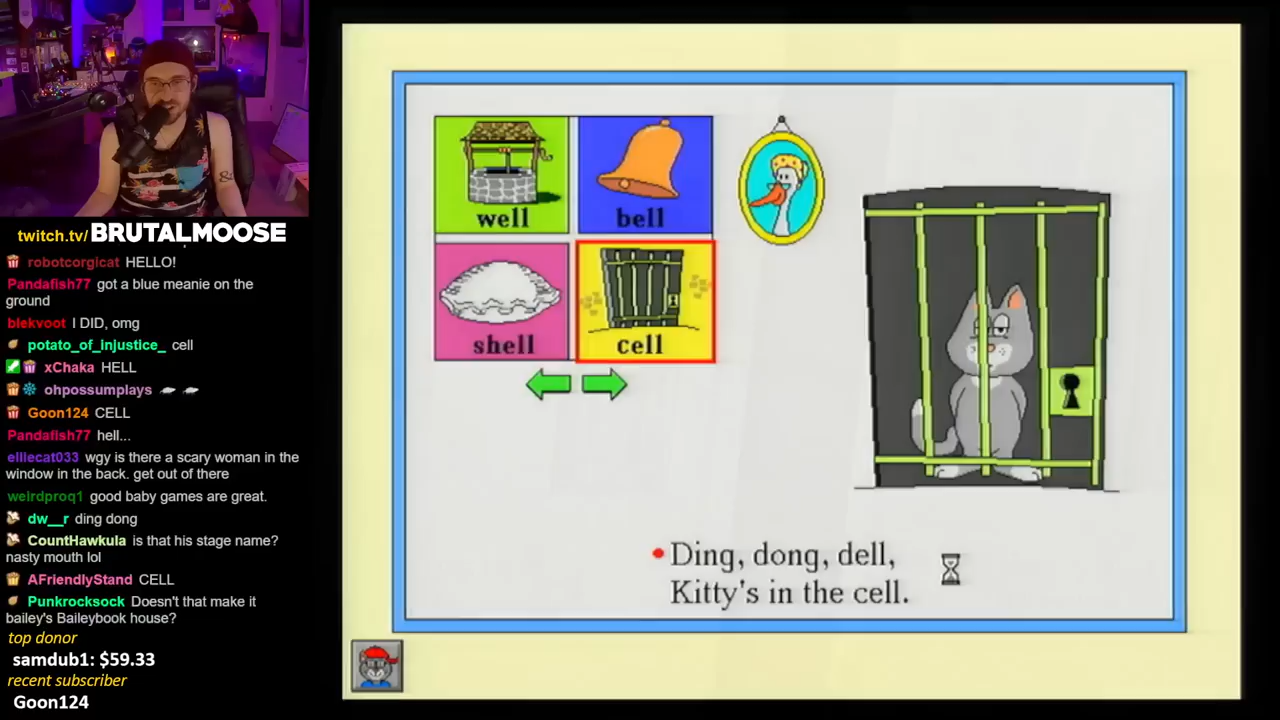 twitch.tv/BRUTALMOOSE
robotcorgicat HELLO!
Pandafish77 got a blue meanie on the
ground
blekvoot I DID, omg
potato_of_injustice_ cell
xChaka HELL
ohpossumplays
Goon124 CELL
Pandafish77 hell...
elliecat033 wgy is there a scary woman in the
window in the back. get out of there
weirdproq1 good baby games are great.
dw__r ding dong
CountHawkula is that his stage name?
nasty mouth lol
AFriendlyStand CELL
Punkrocksock Doesn't that make it
bailey's Baileybook house?
top donor
samdub1: $59.33
recent subscriber
Goon124
well
bell
shell
cell
Ding, dong, dell,
Kitty's in the cell.